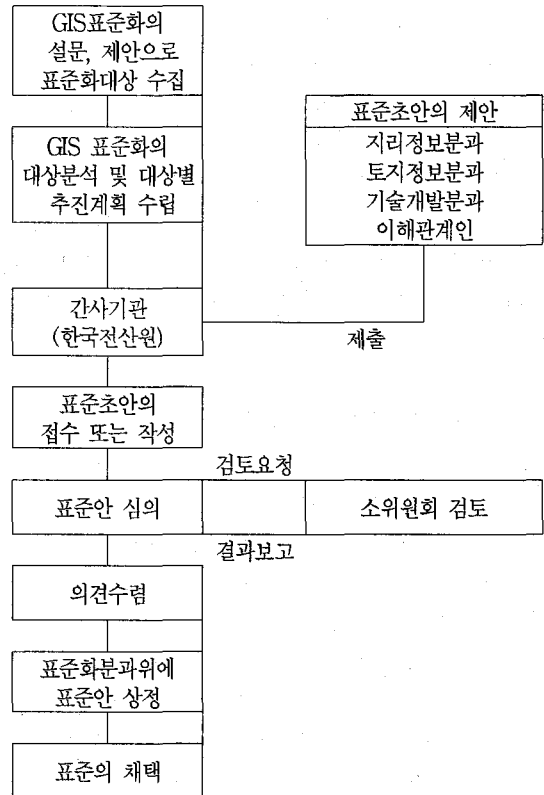 GIS표준화의
설문, 제안으로
표준화대상 수집
표준초안의 제안
지리정보분과
토지정보분과
기술개발분과
이해관계인
GIS 표준화의
대상분석 및 대상별
추진계획 수립
간사기관
(한국전산원)
제출
표준초안의
접수 또는 작성
검토요청
표준안 심의
소위원회 검토
결과보고
의견수렴
표준화분과위에
표준안 상정
표준의 채택